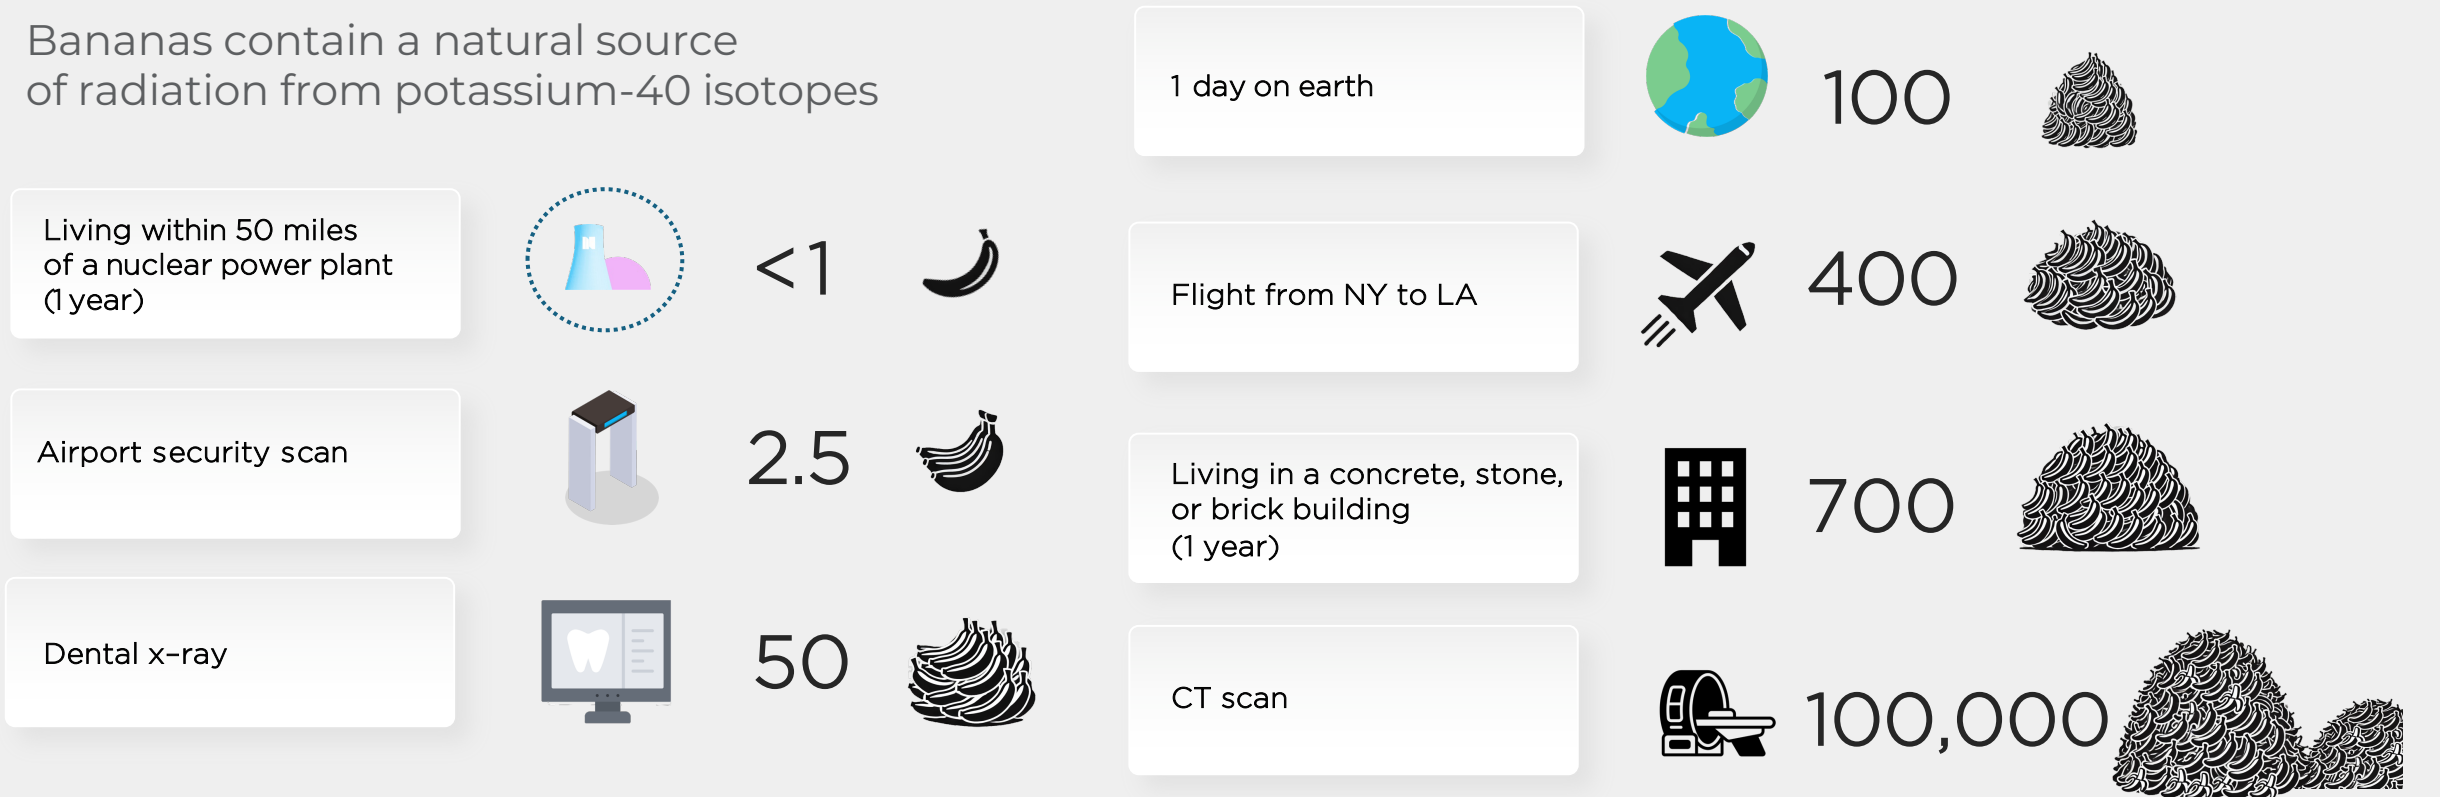 Bananas contain a natural source
of radiation from potassium-40 isotopes
Living within 50 miles
of a nuclear power plant
(1 year)
<1
Airport security scan
2.5
Dental x-ray
50
1 day on earth
100
Flight from NY to LA
400
Living in a concrete, stone,
or brick building
(1 year)
700
CT scan
100,000